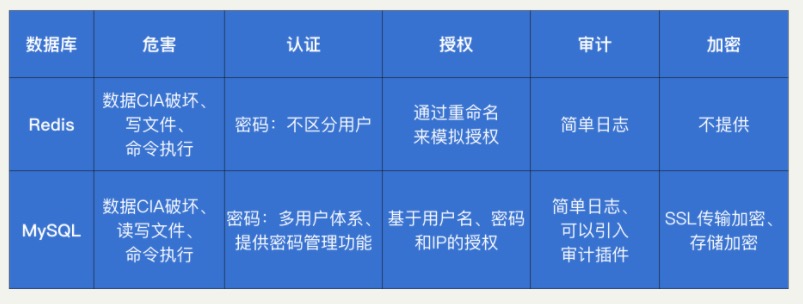 数据库 危害 认证 授权 审计 加密
Redis
数据CIA破坏、
写文件、
命令执行
密码：不区分用户
通过重命名
来模拟授权
简单日志
不提供
MySQL
数据CIA破坏、
读写文件、
命令执行
密码：多用户体系、
提供密码管理功能
基于用户名、密码
和IP的授权
简单日志、
可以引入
审计插件
SSL传输加密、
存储加密